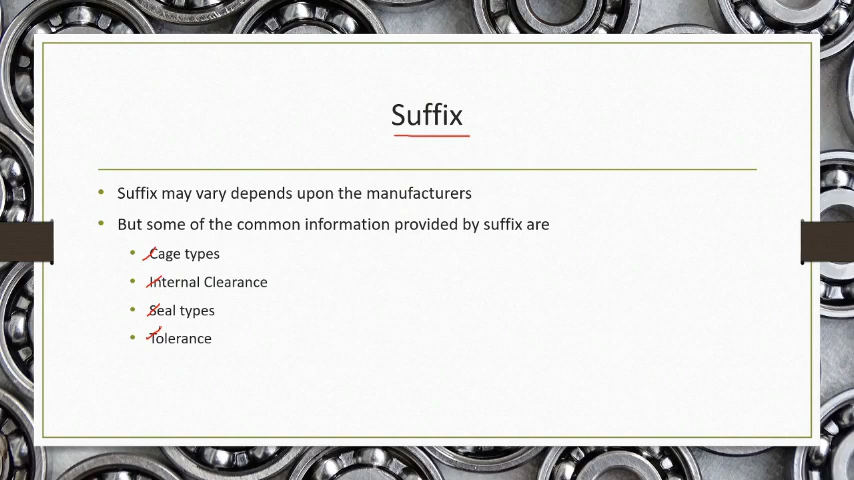 Suffix
• Suffix may vary depends upon the manufacturers
• But some of the common information provided by suffix are
• Cage types
• Internal Clearance
• Seal types
• Tolerance